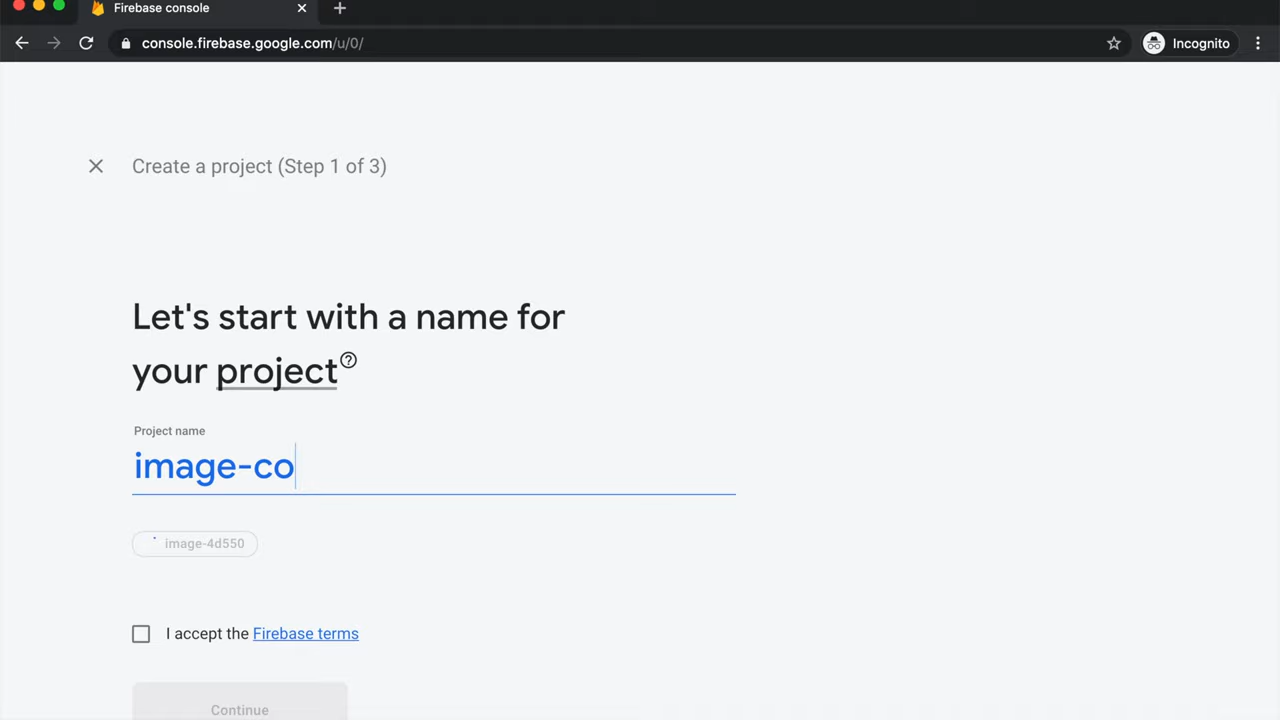 Firebase console
console.firebase.google.com/u/0/
Incognito
Create a project (Step 1 of 3)
Let's start with a name for
your project
Project name
image-co
image-4d550
I accept the Firebase terms
Continue